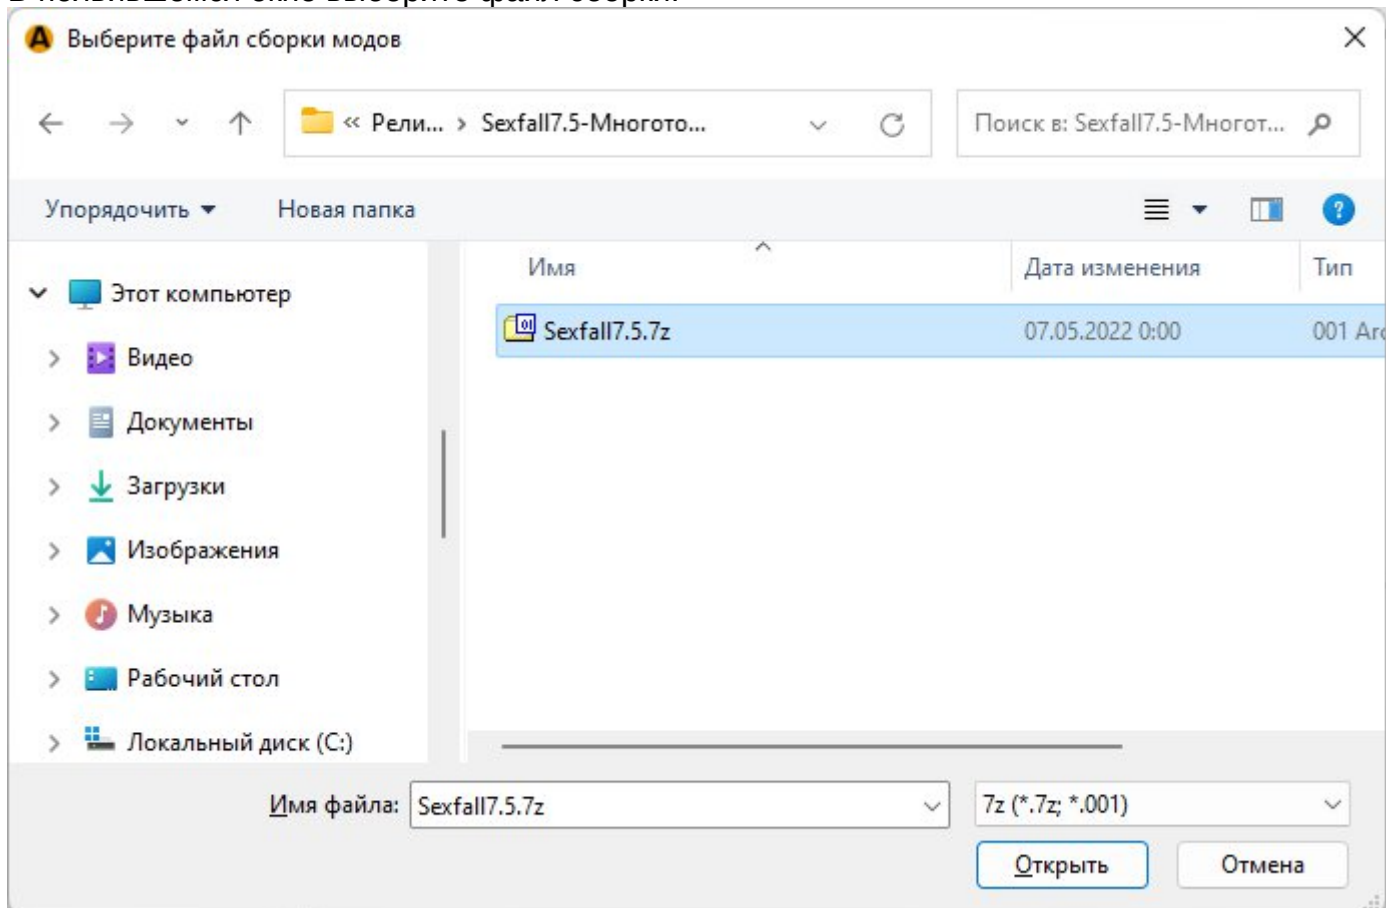 Выберите файл сборки модов
« Рели... › Sexfall7.5-Многото...
Поиск в: Sexfall7.5-Многот...
Упорядочить
Новая папка
Имя
Дата изменения
Тип
Этот компьютер
Sexfall7.5.7z
07.05.2022 0:00
001 Arc
Видео
Документы
Загрузки
Изображения
Музыка
Рабочий стол
Локальный диск (C:)
Имя файла:
Sexfall7.5.7z
7z (*.7z; *.001)
Открыть
Отмена